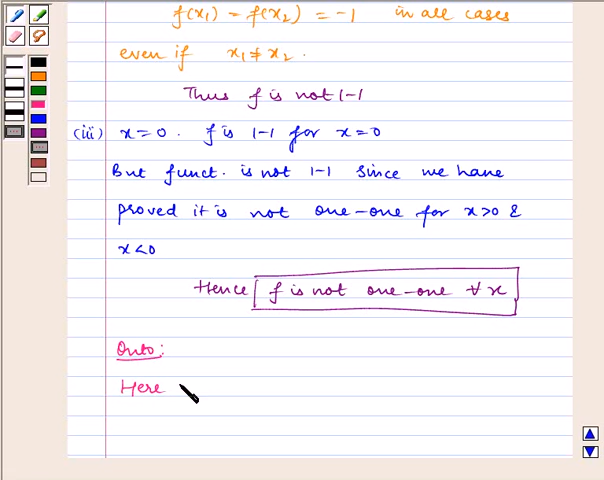 f(x₁) = f(x₂) = -1 in all cases
even if x₁ ≠ x₂.
Thus f is not 1-1
(iii) x=0. f is 1-1 for x=0
But funct. is not 1-1 since we have
proved it is not one-one for x>0 &
x<0
Hence f is not one-one ∀ x
Onto:
Here